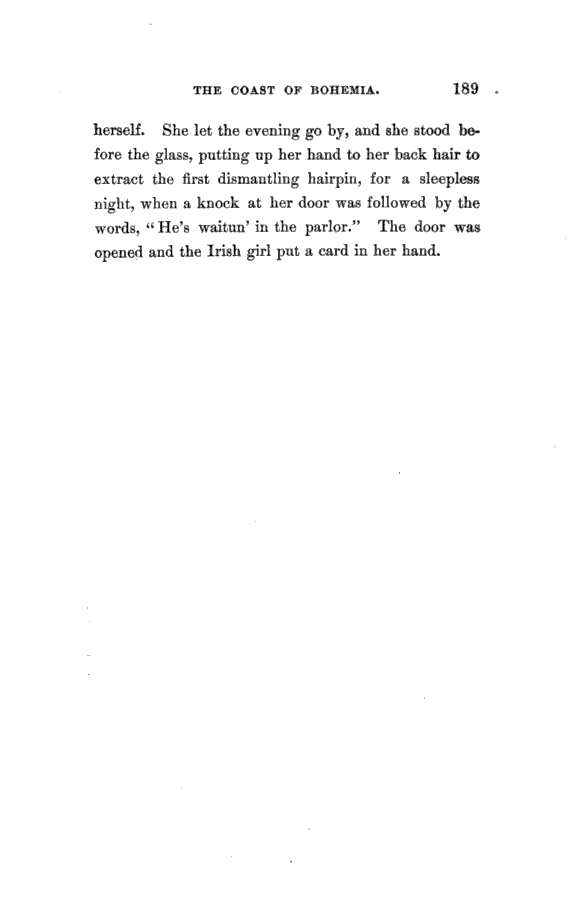 THE COAST OF BOHEMIA. 189
herself. She let the evening go by, and she stood be-
fore the glass, putting up her hand to her back hair to
extract the first dismantling hairpin, for a sleepless
night, when a knock at her door was followed by the
words, “He’s waitun’ in the parlor.” The door was
opened and the Irish girl put a card in her hand.